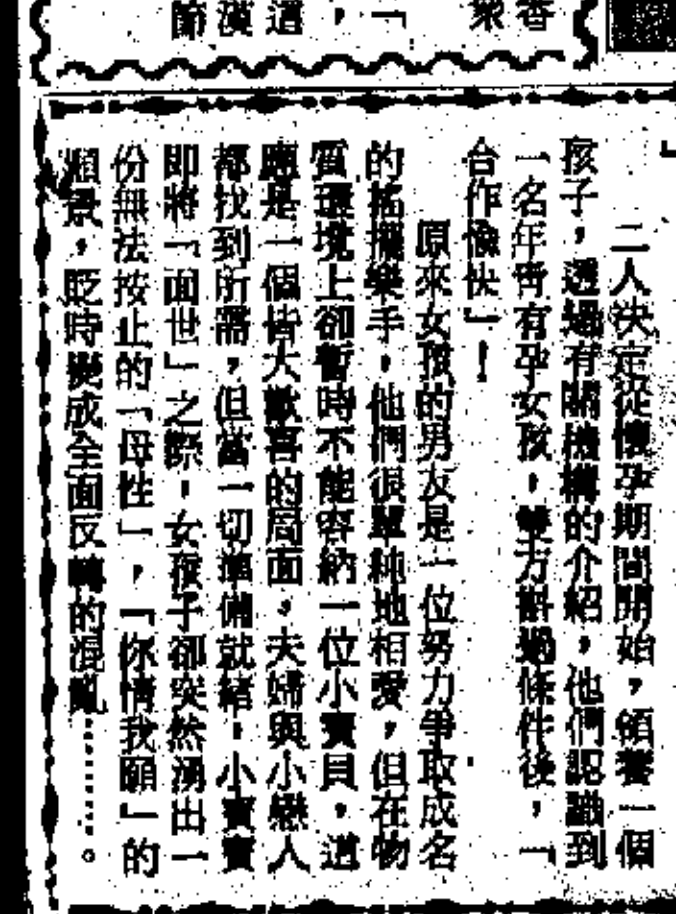 香
衆
「
，
道
漢
節
」
二人決定從懷孕期間開始，領養一個
孩子，透過有關機構的介紹，他們認識到
一名年青有孕女孩，雙方斟過條件後，「
合作愉快」！
原來女孩的男友是一位努力爭取成名
的搖擺樂手，他們很單純地相愛，但在物
質環境上卻暫時不能容納一位小寶貝，這
應是一個皆大歡喜的局面，夫婦與小戀人
都找到所需，但當一切準備就緒，小寶寶
即將「面世」之際，女孩子卻突然湧出一
份無法按止的「母性」，「你情我願」的
順景，眨時變成全面反轉的混亂………。